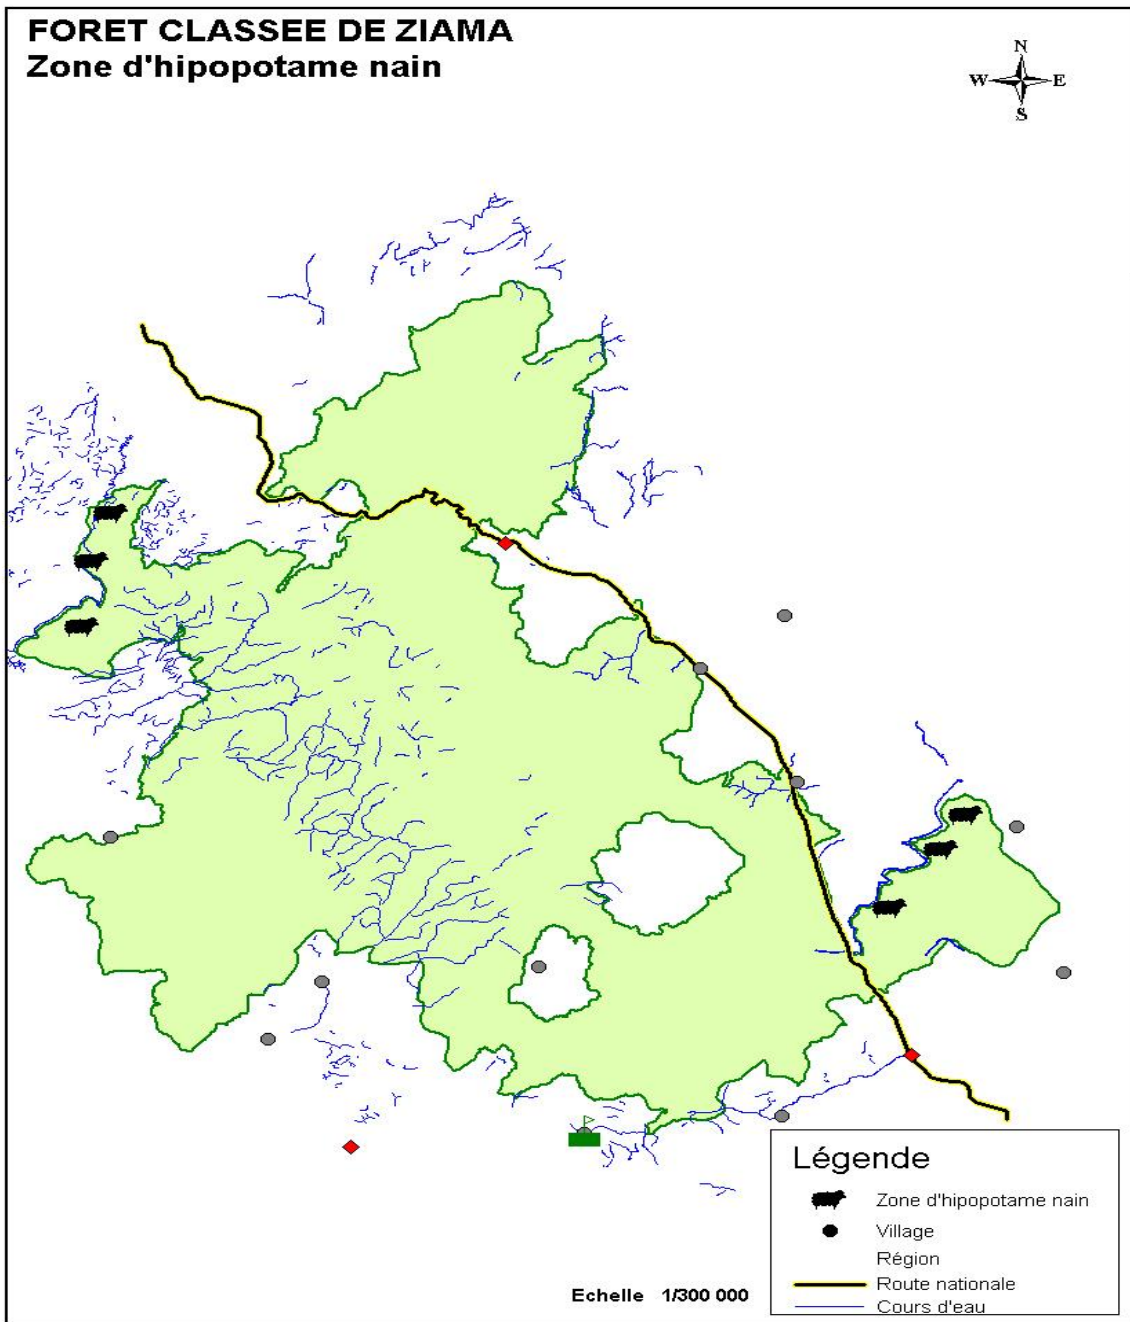 FORET CLASSEE DE ZIAMA
Zone d'hipopotame nain
N
W E
S
Légende
Zone d'hipopotame nain
Village
Région
Route nationale
Cours d'eau
Echelle 1/300 000